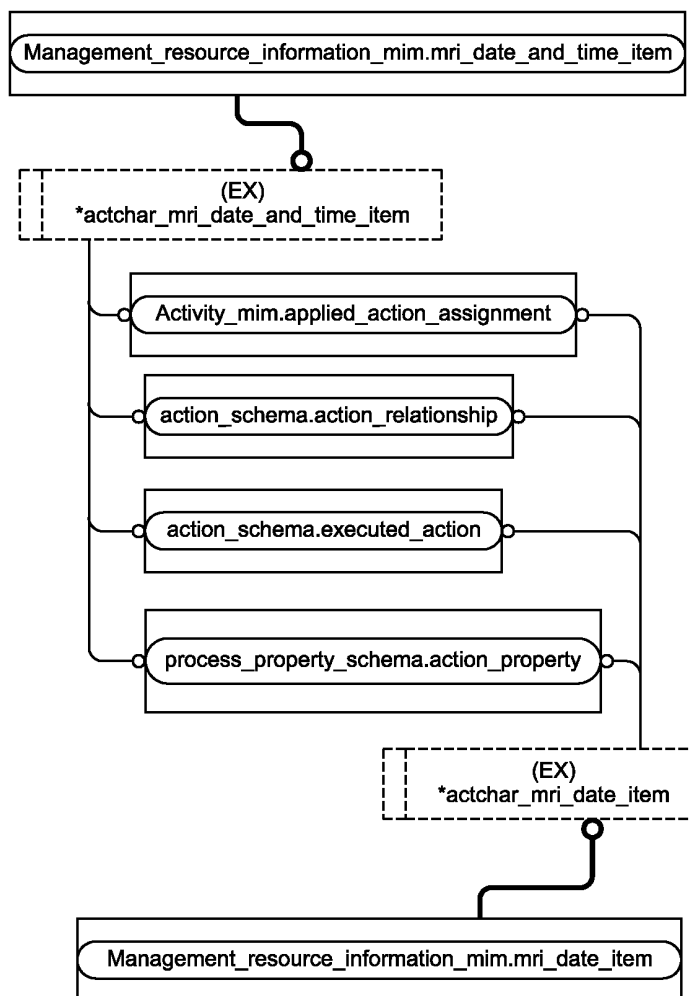 Management_resource_information_mim.mri_date_and_time_item
(EX)
*actchar_mri_date_and_time_item
Activity_mim.applied_action_assignment
action_schema.action_relationship
action_schema.executed_action
process_property_schema.action_property
(EX)
*actchar_mri_date_item
Management_resource_information_mim.mri_date_item